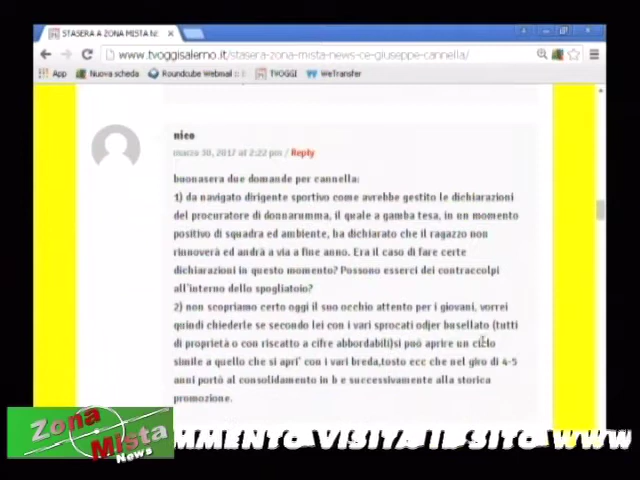 STASERA A ZONA MISTA NE
www.tvoggisalerno.it/stasera-zona-mista-news-ce-giuseppe-cannella/
App Nuova scheda Roundcube Webmail :: TVOGGI WeTransfer
nico
marzo 30, 2017 at 2:22 pm / Reply
buonasera due domande per cannella:
1) da navigato dirigente sportivo come avrebbe gestito le dichiarazioni
del procuratore di donnarumma, il quale a gamba tesa, in un momento
positivo di squadra ed ambiente, ha dichiarato che il ragazzo non
rinnoverà ed andrà a via a fine anno. Era il caso di fare certe
dichiarazioni in questo momento? Possono esserci dei contraccolpi
all'interno dello spogliatoio?
2) non scopriamo certo oggi il suo occhio attento per i giovani, vorrei
quindi chiederle se secondo lei con i vari sprocati odjer busellato (tutti
di proprietà o con riscatto a cifre abbordabili)si può aprire un ciclo
simile a quello che si apri' con i vari breda,tosto ecc che nel giro di 4-5
anni portò al consolidamento in b e successivamente alla storica
promozione.
Zona
Mista
News
MMENTO VISITA IL SITO WWW